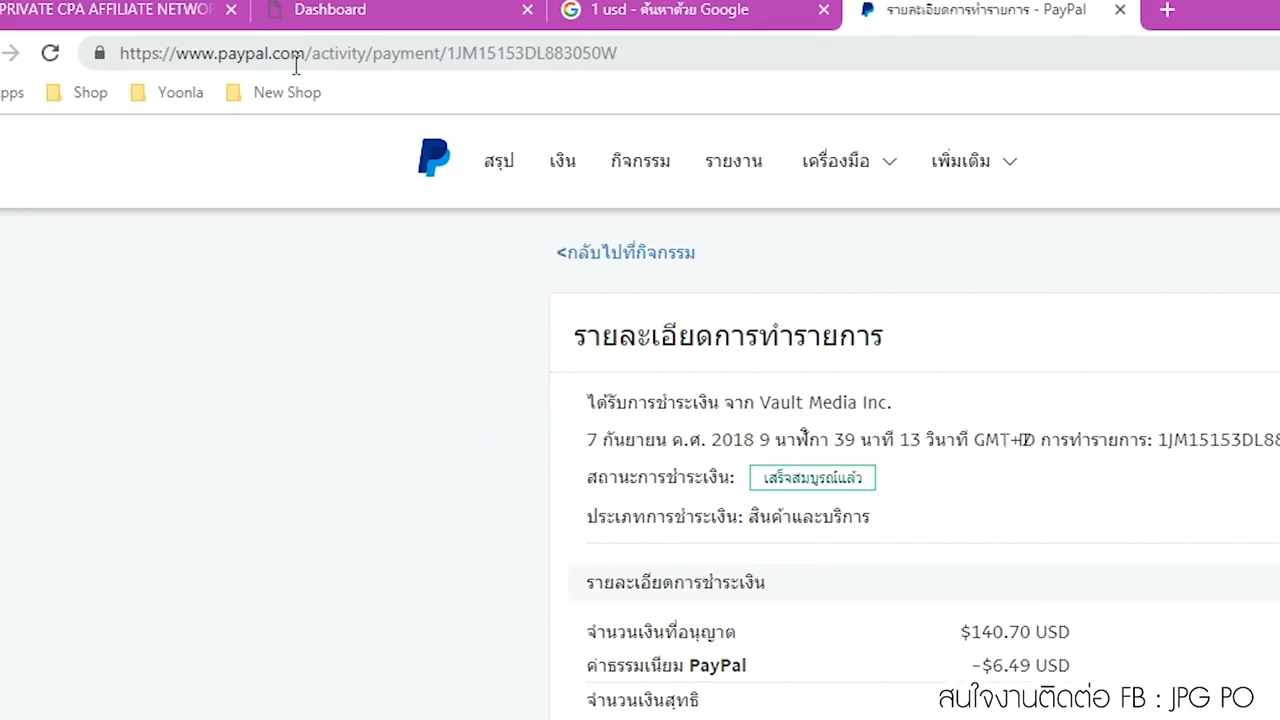 PRIVATE CPA AFFILIATE NETWOR
Dashboard
1 usd - ค้นหาด้วย Google
รายละเอียดการทำรายการ - PayPal
https://www.paypal.com/activity/payment/1JM15153DL883050W
pps
Shop
Yoonla
New Shop
สรุป
เงิน
กิจกรรม
รายงาน
เครื่องมือ
เพิ่มเติม
<กลับไปที่กิจกรรม
รายละเอียดการทำรายการ
ได้รับการชำระเงิน จาก Vault Media Inc.
7 กันยายน ค.ศ. 2018 9 นาฬิกา 39 นาที 13 วินาที การทำรายการ: 1JM15153DL88
สถานะการชำระเงิน: เสร็จสมบูรณ์แล้ว
ประเภทการชำระเงิน: สินค้าและบริการ
รายละเอียดการชำระเงิน
จำนวนเงินที่อนุญาต $140.70 USD
ค่าธรรมเนียม PayPal -$6.49 USD
จำนวนเงินสุทธิ
สนใจงานติดต่อ FB : JPG PO